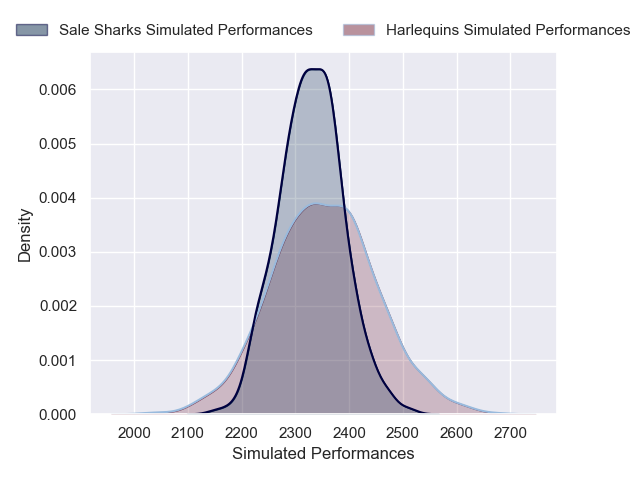 Sale Sharks Simulated Performances Harlequins Simulated Performances
0.006
0.005
0.004
0.003
0.002
0.001
0.000
Density
2000 2100 2200 2300 2400 2500 2600 2700
Simulated Performances